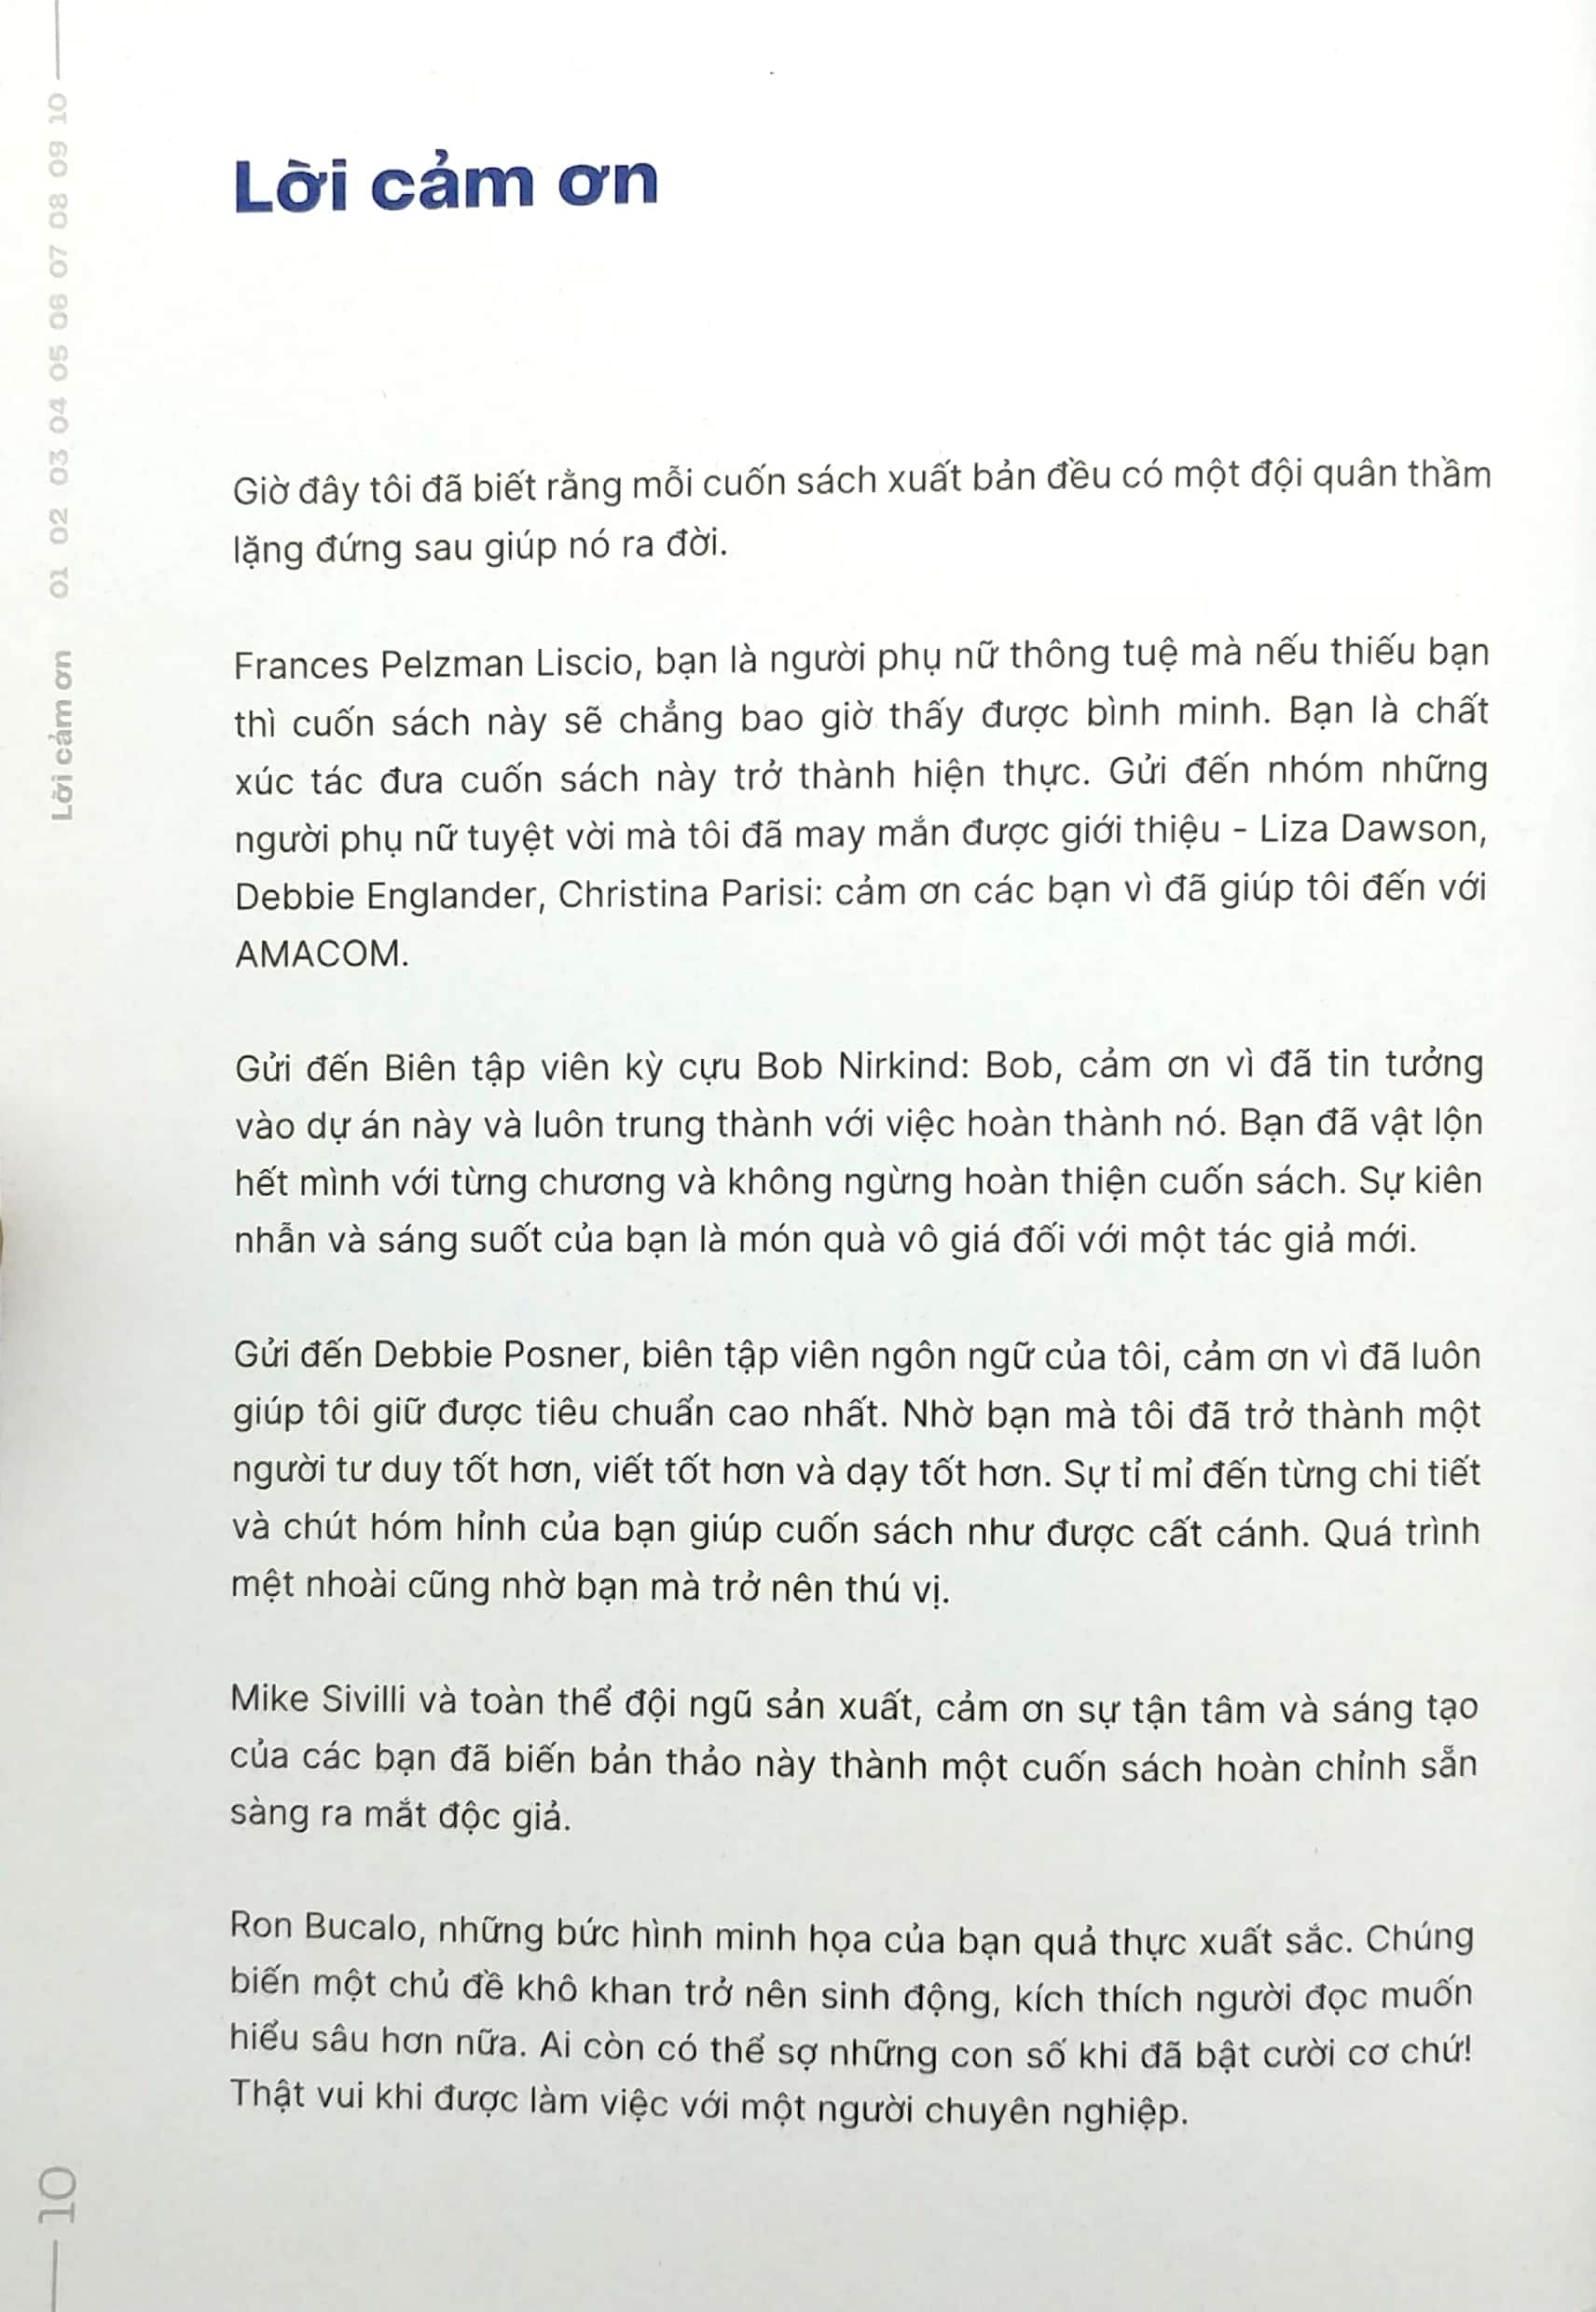 Lời cảm ơn 01 02 03 04 05 06 07 08 09 10
Lời cảm ơn
Giờ đây tôi đã biết rằng mỗi cuốn sách xuất bản đều có một đội quân thầm
lặng đứng sau giúp nó ra đời.
Frances Pelzman Liscio, bạn là người phụ nữ thông tuệ mà nếu thiếu bạn
thì cuốn sách này sẽ chẳng bao giờ thấy được bình minh. Bạn là chất
xúc tác đưa cuốn sách này trở thành hiện thực. Gửi đến nhóm những
người phụ nữ tuyệt vời mà tôi đã may mắn được giới thiệu - Liza Dawson,
Debbie Englander, Christina Parisi: cảm ơn các bạn vì đã giúp tôi đến với
AMACOM.
Gửi đến Biên tập viên kỳ cựu Bob Nirkind: Bob, cảm ơn vì đã tin tưởng
vào dự án này và luôn trung thành với việc hoàn thành nó. Bạn đã vật lộn
hết mình với từng chương và không ngừng hoàn thiện cuốn sách. Sự kiên
nhẫn và sáng suốt của bạn là món quà vô giá đối với một tác giả mới.
Gửi đến Debbie Posner, biên tập viên ngôn ngữ của tôi, cảm ơn vì đã luôn
giúp tôi giữ được tiêu chuẩn cao nhất. Nhờ bạn mà tôi đã trở thành một
người tư duy tốt hơn, viết tốt hơn và dạy tốt hơn. Sự tỉ mỉ đến từng chi tiết
và chút hóm hỉnh của bạn giúp cuốn sách như được cất cánh. Quá trình
mệt nhoài cũng nhờ bạn mà trở nên thú vị.
Mike Sivilli và toàn thể đội ngũ sản xuất, cảm ơn sự tận tâm và sáng tạo
của các bạn đã biến bản thảo này thành một cuốn sách hoàn chỉnh sẵn
sàng ra mắt độc giả.
Ron Bucalo, những bức hình minh họa của bạn quả thực xuất sắc. Chúng
biến một chủ đề khô khan trở nên sinh động, kích thích người đọc muốn
hiểu sâu hơn nữa. Ai còn có thể sợ những con số khi đã bật cười cơ chứ!
Thật vui khi được làm việc với một người chuyên nghiệp.
10